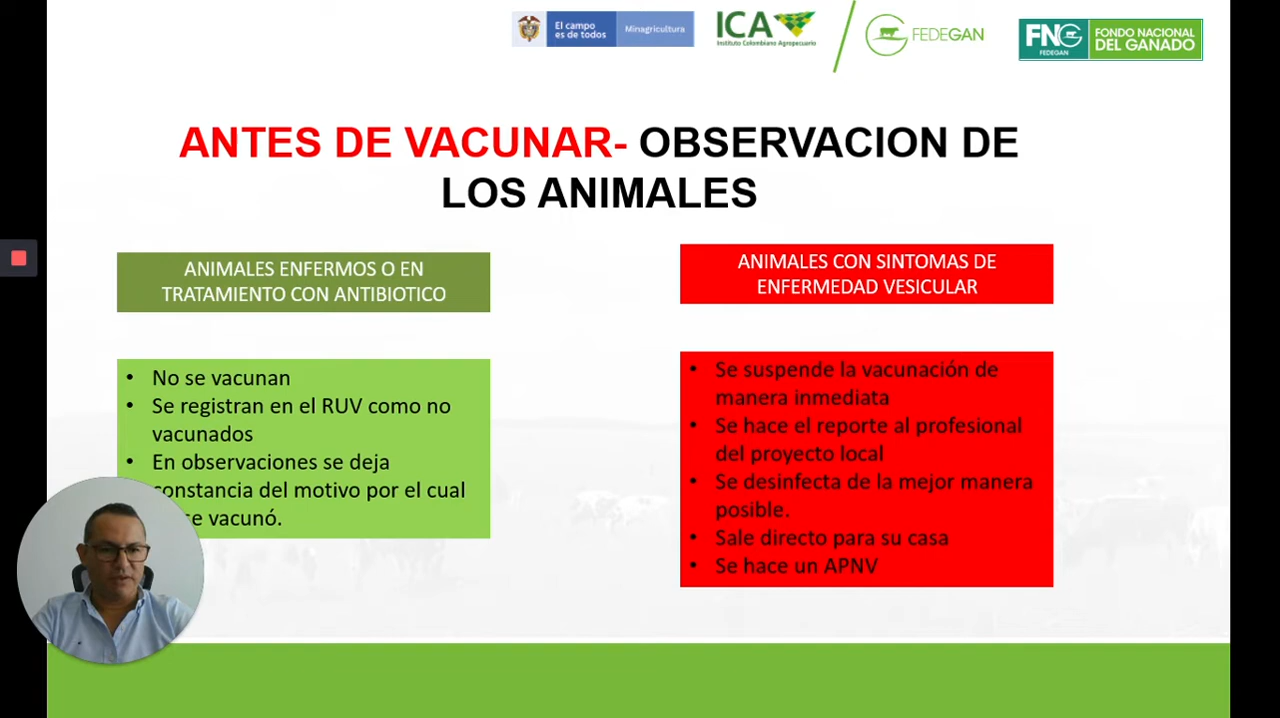 El campo
es de todos
Minagricultura
ICA
Instituto Colombiano Agropecuario
FEDEGAN
FNG
FEDEGAN
FONDO NACIONAL
DEL GANADO
ANTES DE VACUNAR- OBSERVACION DE
LOS ANIMALES
ANIMALES ENFERMOS O EN
TRATAMIENTO CON ANTIBIOTICO
• No se vacunan
• Se registran en el RUV como no
vacunados
• En observaciones se deja
constancia del motivo por el cual
se vacunó.
ANIMALES CON SINTOMAS DE
ENFERMEDAD VESICULAR
• Se suspende la vacunación de
manera inmediata
• Se hace el reporte al profesional
del proyecto local
• Se desinfecta de la mejor manera
posible.
• Sale directo para su casa
• Se hace un APNV